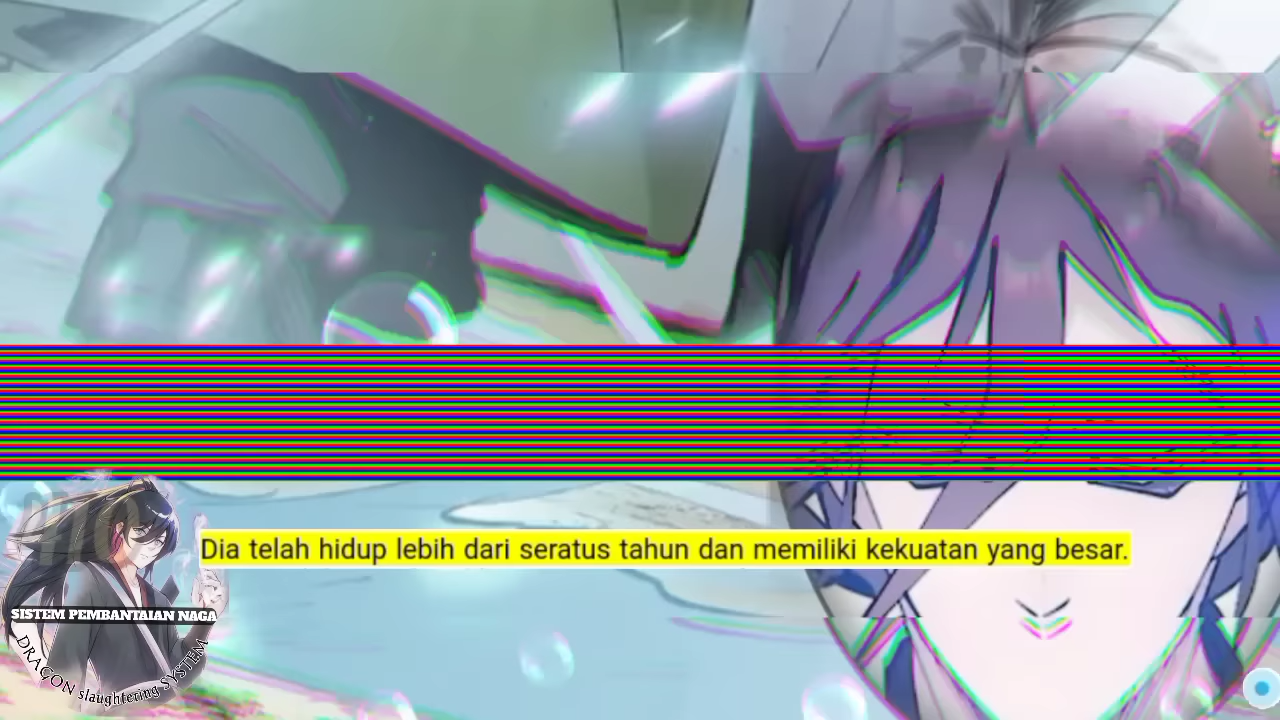 Dia telah hidup lebih dari seratus tahun dan memiliki kekuatan yang besar.
SISTEM PEMBANTAIAN NAGA
DRAGON slaughtering SYSTEM